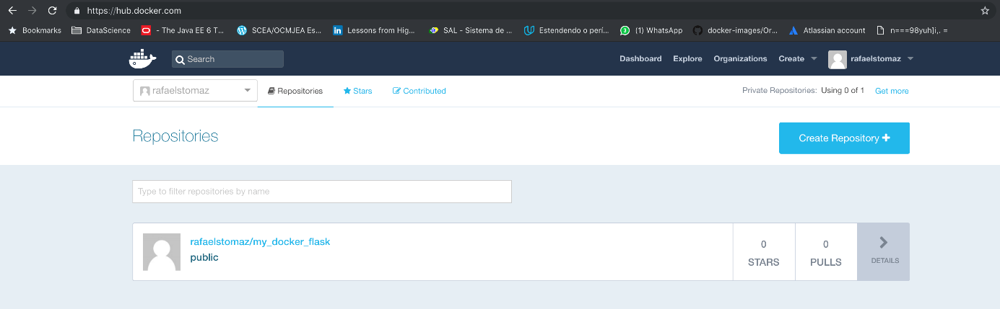 https://hub.docker.com
Bookmarks DataScience - The Java EE 6 T... SCEA/OCMJEA Es... Lessons from Hig... SAL - Sistema de ... Estendendo o perí... (1) WhatsApp docker-images/Or... Atlassian account n===98yuh]i,. =
Search Dashboard Explore Organizations Create rafaelstomaz
rafaelstomaz Repositories Stars Contributed Private Repositories: Using 0 of 1 Get more
Repositories Create Repository
Type to filter repositories by name
rafaelstomaz/my_docker_flask 0 0
public STARS PULLS DETAILS